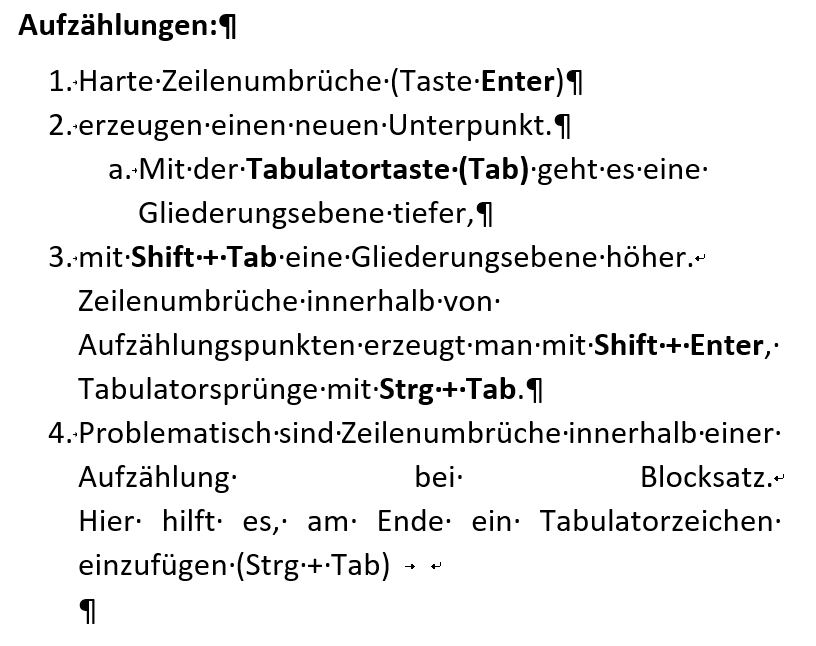 Aufzählungen:¶
1.→Harte·Zeilenumbrüche·(Taste·Enter)¶
2.→erzeugen·einen·neuen·Unterpunkt.¶
a.→Mit·der·Tabulatortaste·(Tab)·geht·es·eine·
Gliederungsebene·tiefer,¶
3.→mit·Shift·+·Tab·eine·Gliederungsebene·höher.↵
Zeilenumbrüche·innerhalb·von·
Aufzählungspunkten·erzeugt·man·mit·Shift·+·Enter,·
Tabulatorsprünge·mit·Strg·+·Tab.¶
4.→Problematisch·sind·Zeilenumbrüche·innerhalb·einer·
Aufzählung· bei· Blocksatz.↵
Hier· hilft· es,· am· Ende· ein· Tabulatorzeichen·
einzufügen·(Strg·+·Tab) → ↵
¶